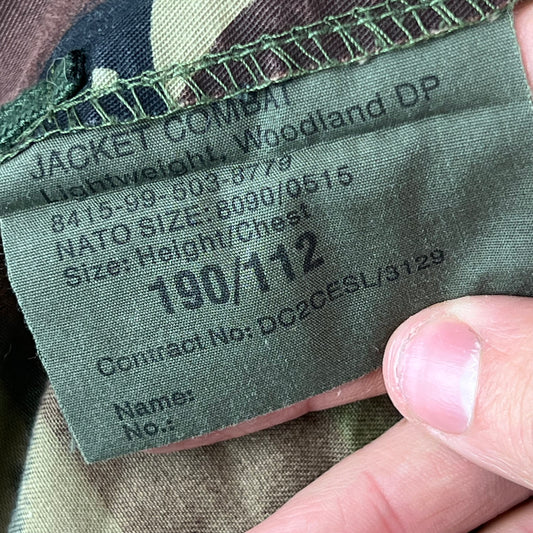 JACKET COMBAT
Lightweight, Woodland DP
8415-99-503-8779
NATO SIZE: 8090/0515
Size: Height/Chest
190/112
Contract No: DC2CESL/3129
Name:
No.: